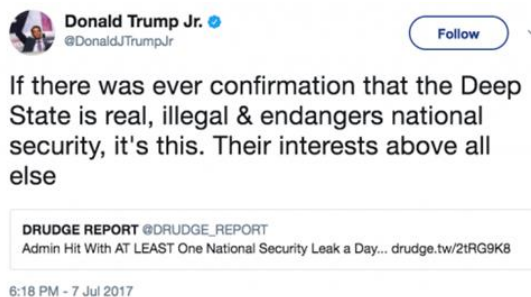 Donald Trump Jr.
@DonaldJTrumpJr
Follow
If there was ever confirmation that the Deep
State is real, illegal & endangers national
security, it's this. Their interests above all
else
DRUDGE REPORT @DRUDGE_REPORT
Admin Hit With AT LEAST One National Security Leak a Day... drudge.tw/2tRG9K8
6:18 PM - 7 Jul 2017